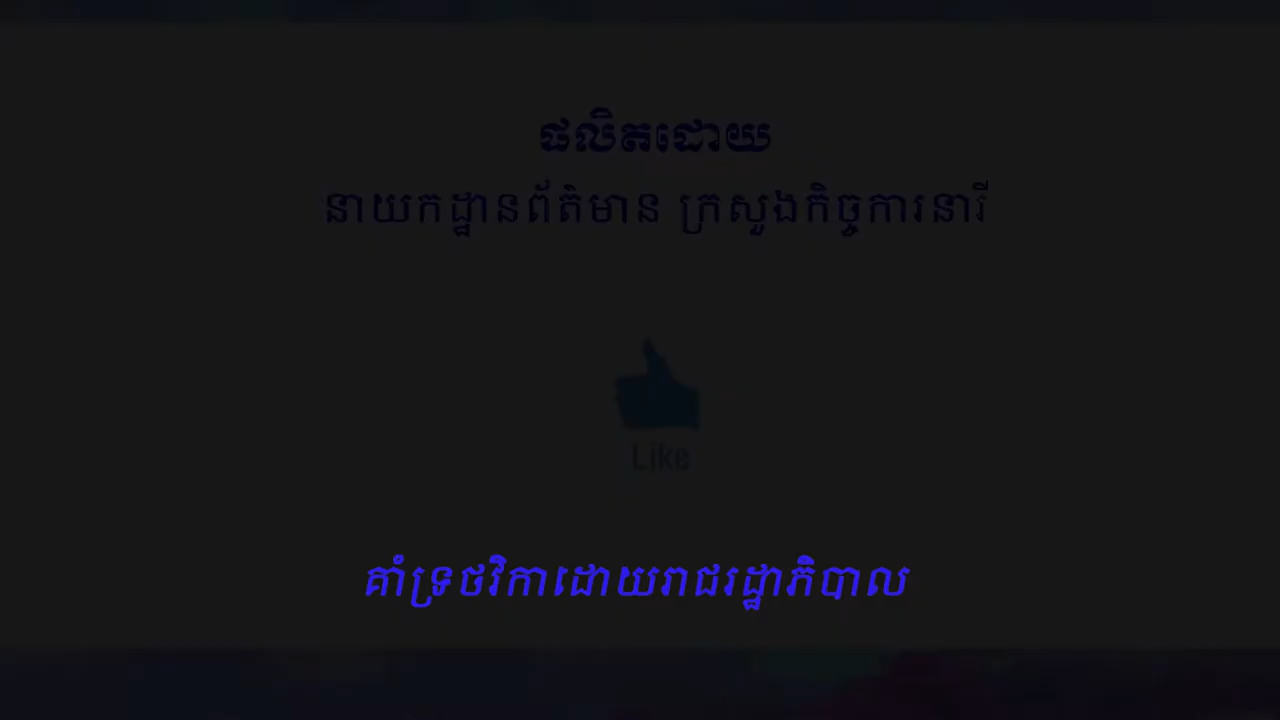 ផលិតដោយ
នាយកដ្ឋានព័ត៌មាន ក្រសួងកិច្ចការនារី
Like
គាំទ្រថវិកាដោយរាជរដ្ឋាភិបាល